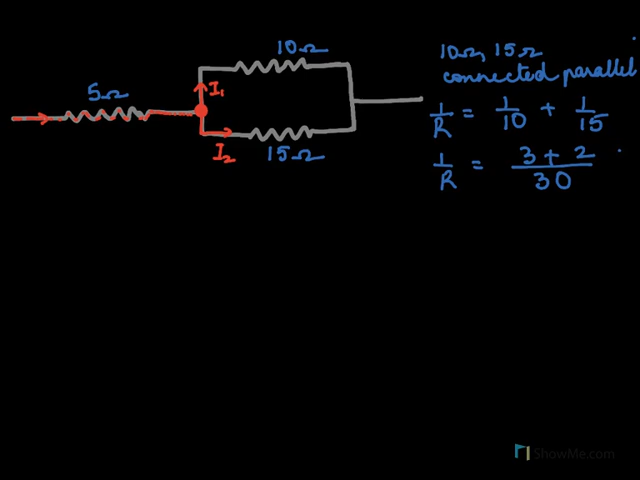 10Ω
5Ω
I₁
I₂
15Ω
10Ω, 15Ω
connected parallel
1/R = 1/10 + 1/15
1/R = 3 + 2/30
ShowMe.com